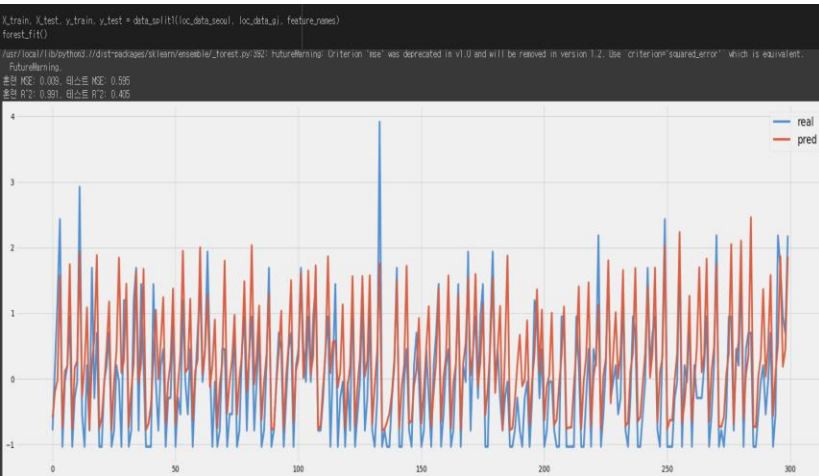 X_train, X_test, y_train, y_test = data_split1(loc_data_seoul, loc_data_gi, feature_names)
forest_fit()
/usr/local/lib/python3.7/dist-packages/sklearn/ensemble/_forest.py:392: FutureWarning: Criterion 'mse' was deprecated in v1.0 and will be removed in version 1.2. Use `criterion='squared_error'` which is equivalent.
FutureWarning,
훈련 MSE: 0.009, 테스트 MSE: 0.595
훈련 R^2: 0.991, 테스트 R^2: 0.405
real
pred
4
3
2
1
0
-1
0 50 100 150 200 250 300